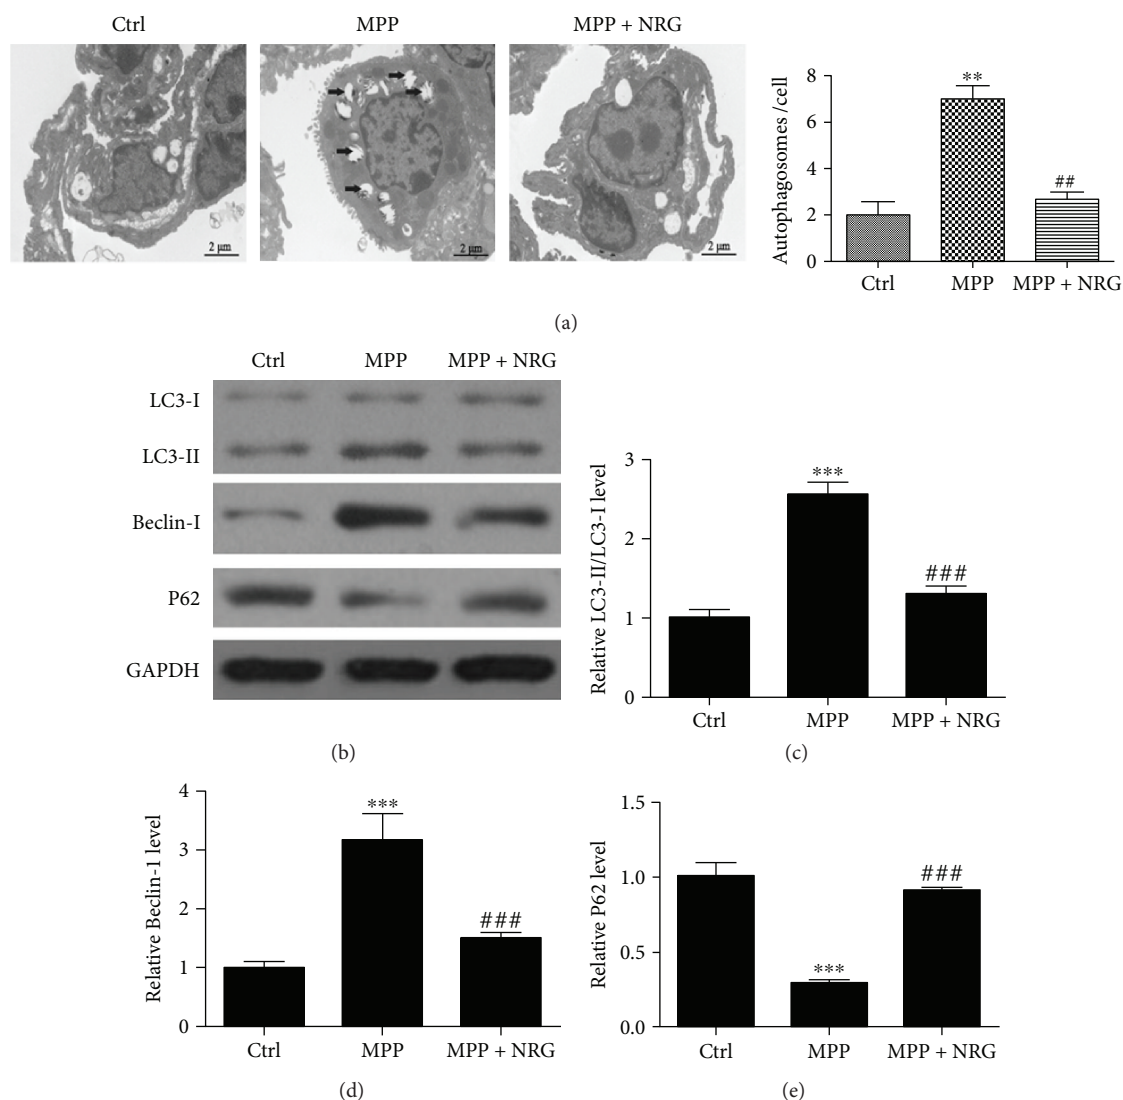 Ctrl MPP MPP + NRG
2 μm 2 μm 2 μm
Autophagosomes /cell
8
6
4
2
0
**
##
Ctrl MPP MPP + NRG
(a)
Ctrl MPP MPP + NRG
LC3-I
LC3-II
Beclin-I
P62
GAPDH
(b)
Relative LC3-II/LC3-I level
3
2
1
0
***
###
Ctrl MPP MPP + NRG
(c)
Relative Beclin-1 level
4
3
2
1
0
***
###
Ctrl MPP MPP + NRG
(d)
Relative P62 level
1.5
1.0
0.5
0.0
***
###
Ctrl MPP MPP + NRG
(e)